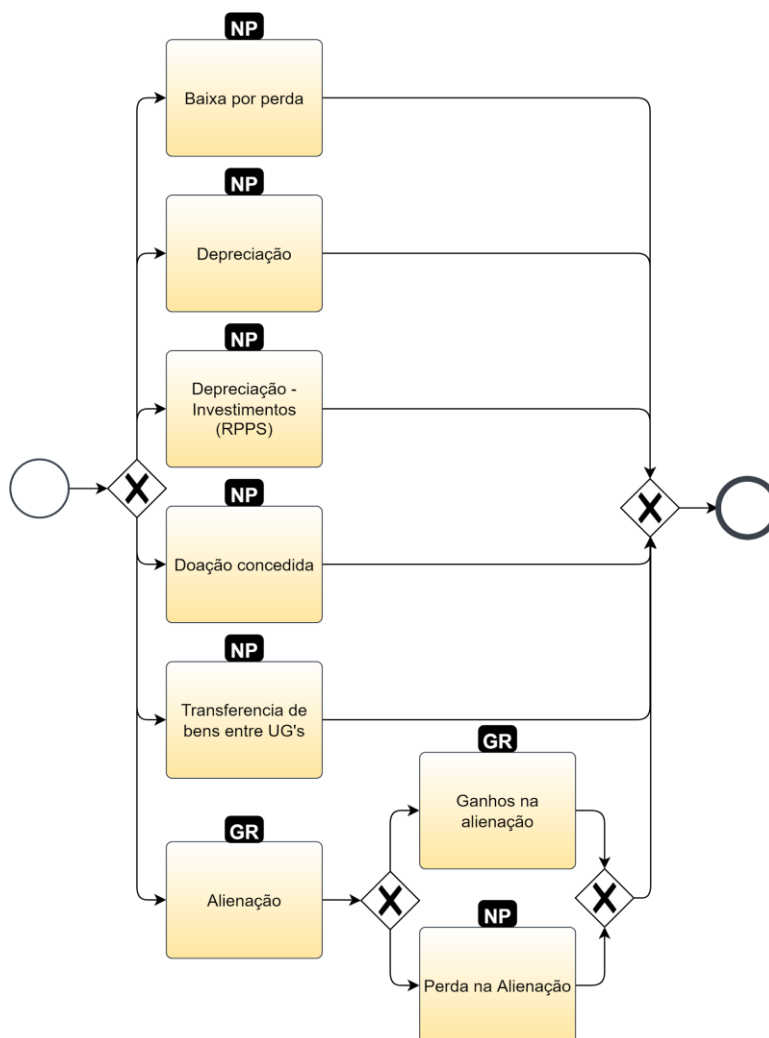 NP
Baixa por perda
NP
Depreciação
NP
Depreciação -
Investimentos
(RPPS)
NP
Doação concedida
NP
Transferencia de
bens entre UG's
GR
Alienação
GR
Ganhos na
alienação
NP
Perda na Alienação